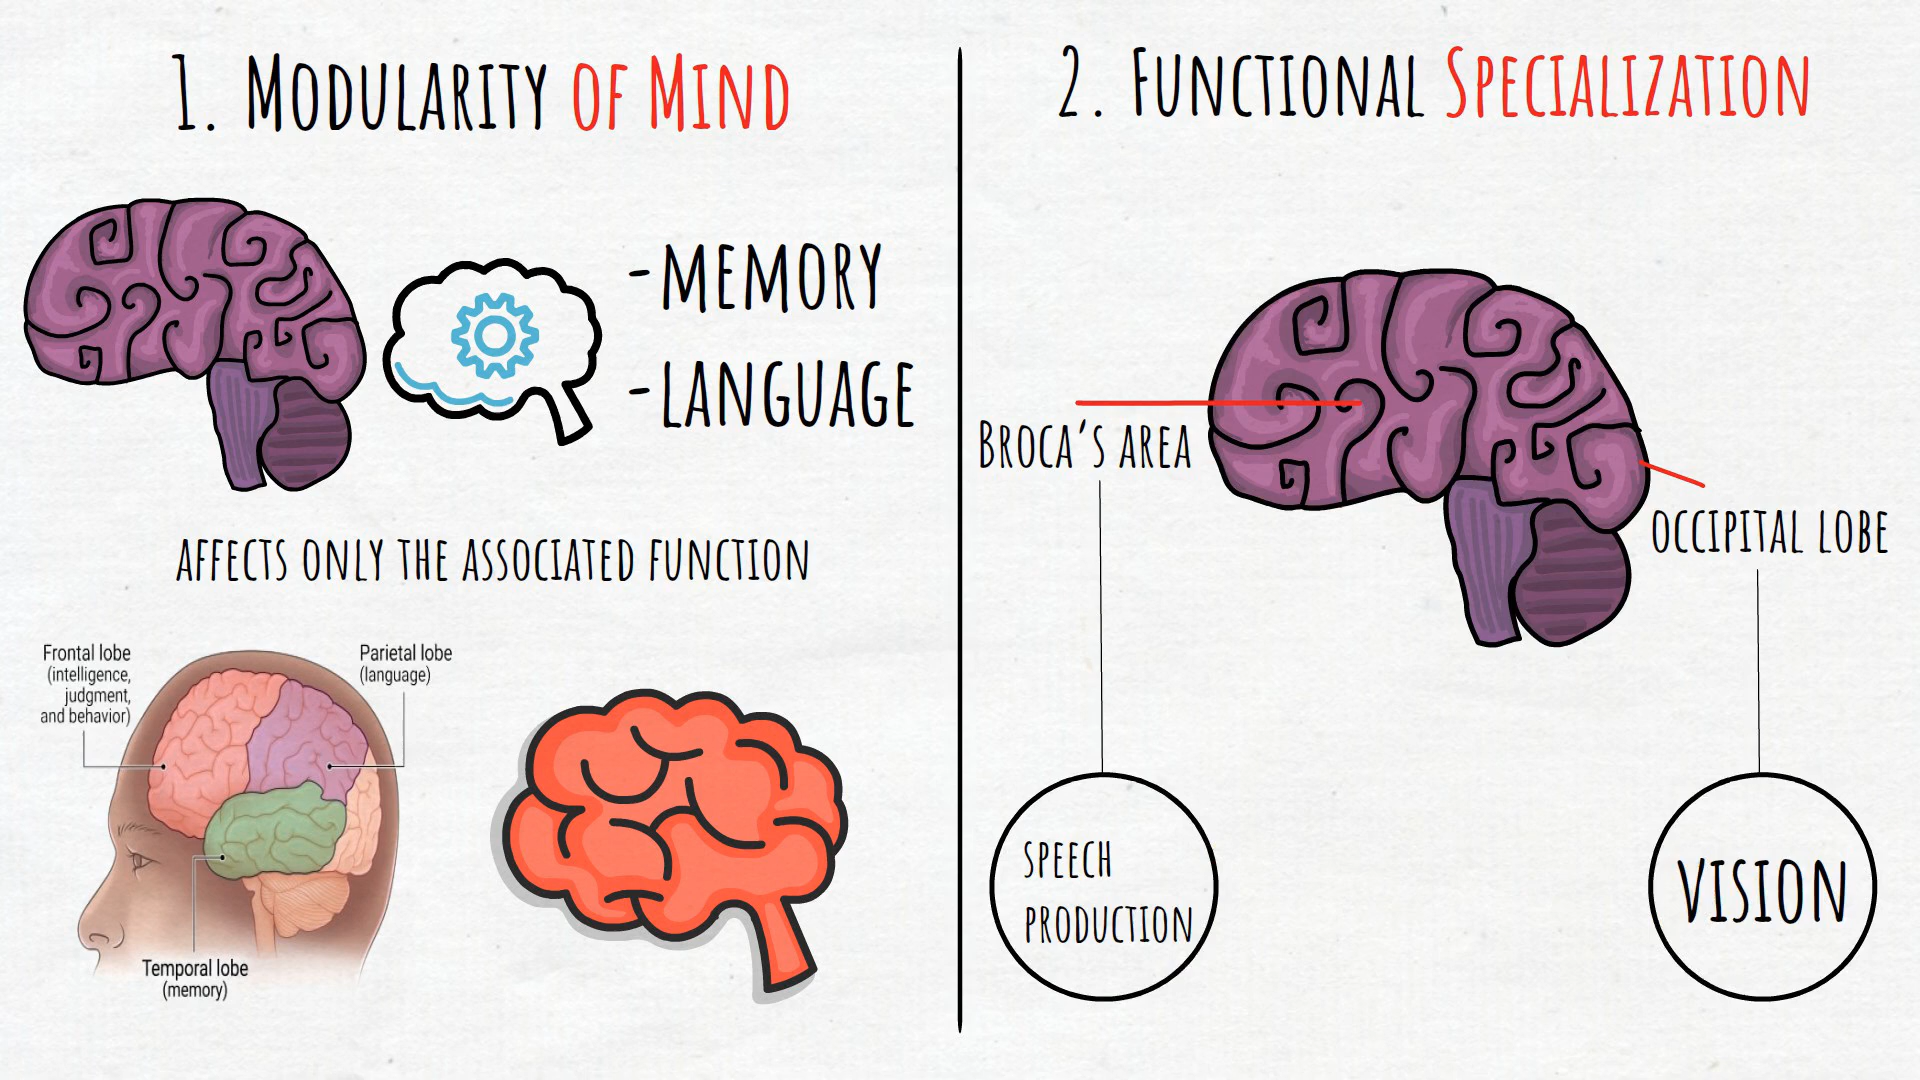 1. Modularity of Mind
-Memory
-Language
Affects only the associated function
Frontal lobe
(intelligence,
judgment,
and behavior)
Parietal lobe
(language)
Temporal lobe
(memory)
2. Functional Specialization
Broca's area
Occipital lobe
Speech
production
Vision